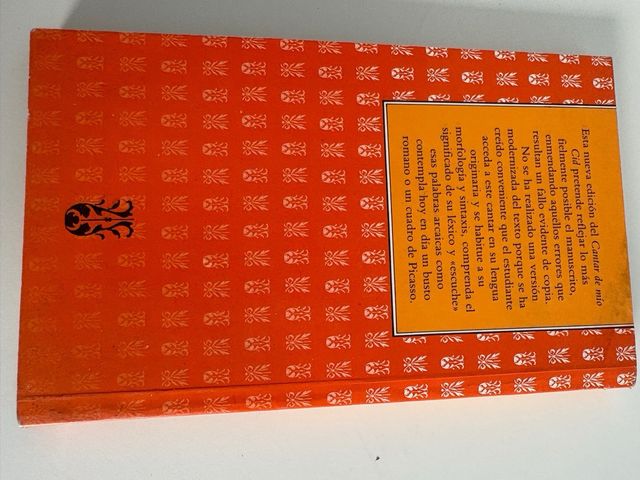 Esta nueva edición del Cantar de mio
Cid pretende reflejar lo más
fielmente posible el manuscrito,
enmendando aquellos errores que
resultan un fallo evidente de copia.
No se ha realizado una versión
modernizada del texto porque se ha
creído conveniente que el estudiante
acceda a este cantar en su lengua
originaria y se habitúe a su
morfología y sintaxis, comprenda el
significado de su léxico y «escuche»
esas palabras arcaicas como
contempla hoy en día un busto
romano o un cuadro de Picasso.